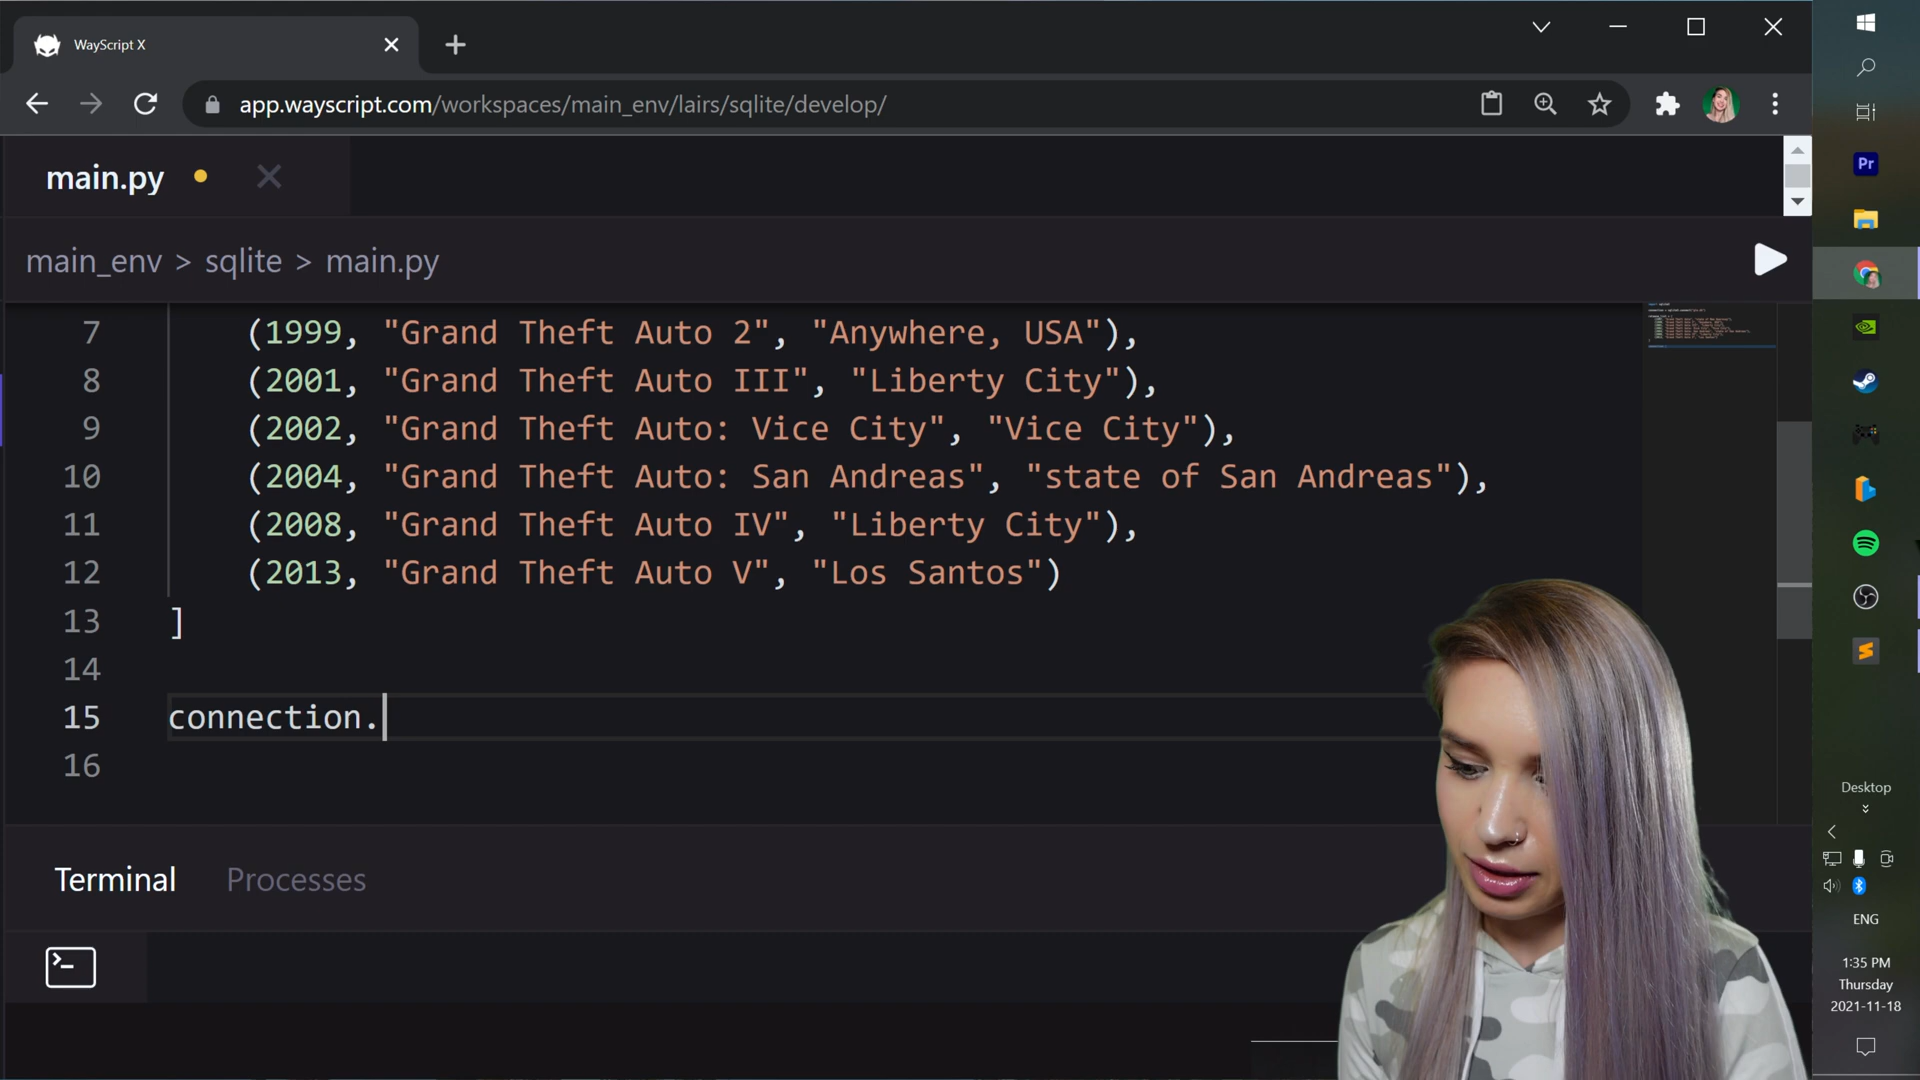 WayScript X
app.wayscript.com/workspaces/main_env/lairs/sqlite/develop/
main.py
main_env > sqlite > main.py
7 (1999, "Grand Theft Auto 2", "Anywhere, USA"),
8 (2001, "Grand Theft Auto III", "Liberty City"),
9 (2002, "Grand Theft Auto: Vice City", "Vice City"),
10 (2004, "Grand Theft Auto: San Andreas", "state of San Andreas"),
11 (2008, "Grand Theft Auto IV", "Liberty City"),
12 (2013, "Grand Theft Auto V", "Los Santos")
13 ]
14
15 connection.
16
Terminal Processes
Pr
Desktop
ENG
1:35 PM
Thursday
2021-11-18